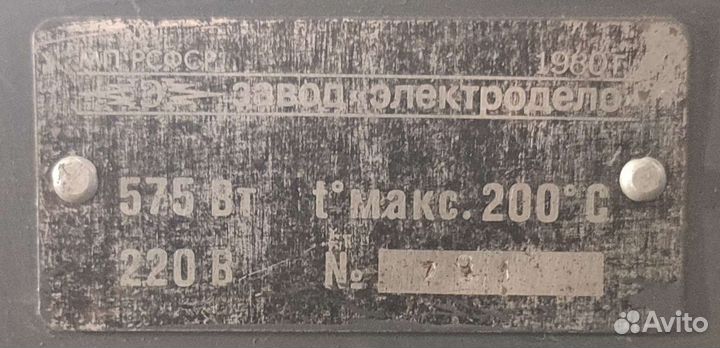 МП РСФСР 1980 г.
Э завод «электродело»
575 Вт t° макс. 200°С
220 В №
Avito